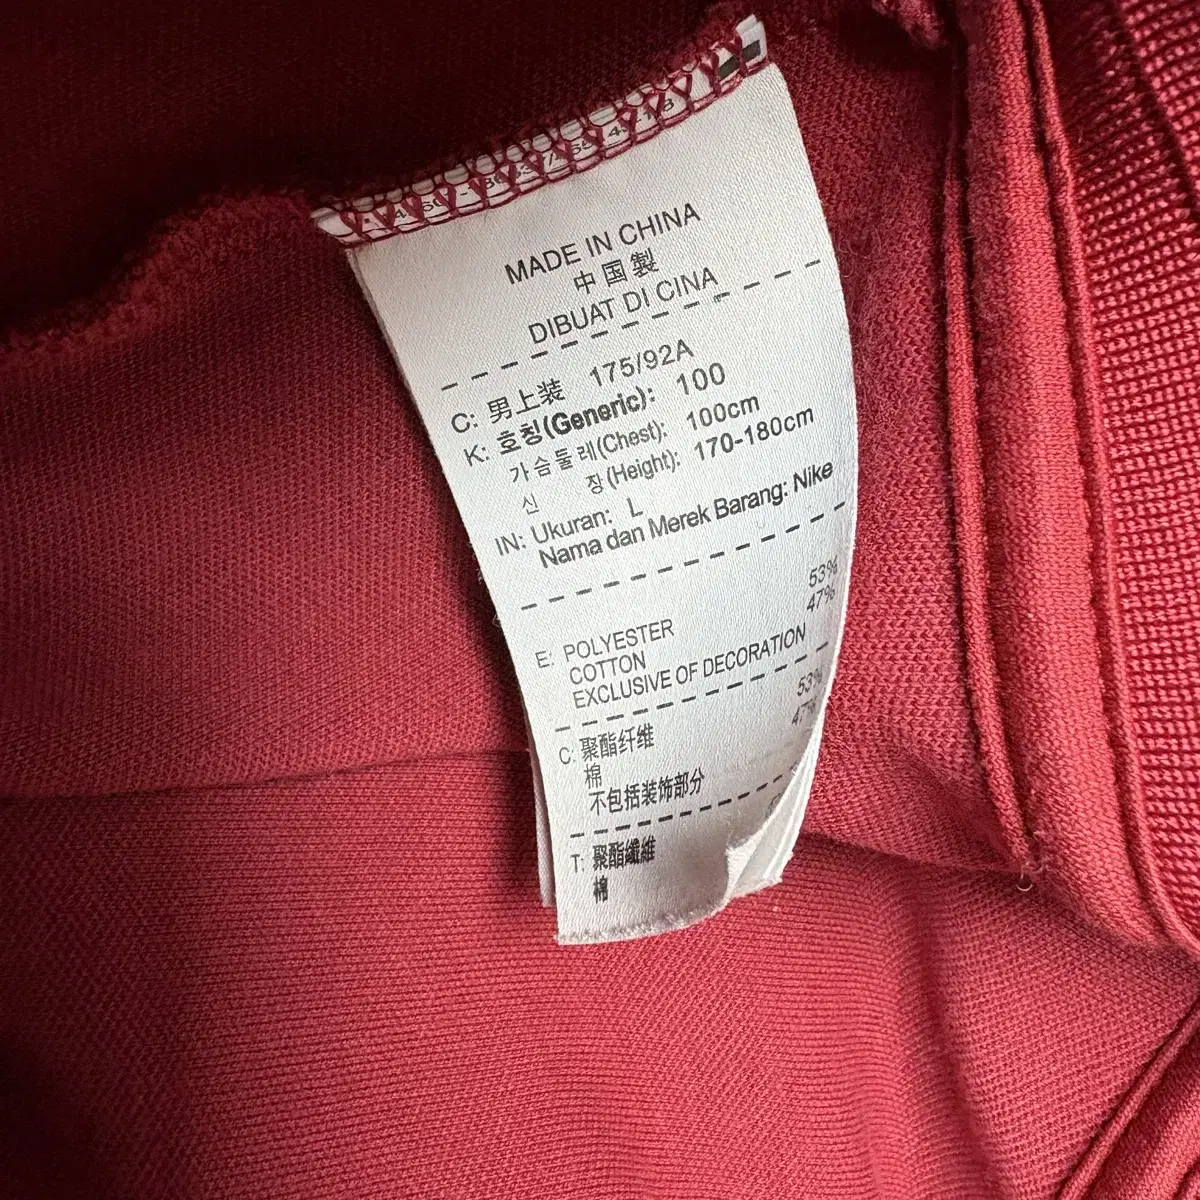 MADE IN CHINA
中国製
DIBUAT DI CINA
C: 男上装 175/92A
K: 호칭(Generic): 100
가슴둘레(Chest): 100cm
신 장(Height): 170-180cm
IN: Ukuran: L
Nama dan Merek Barang: Nike
E: POLYESTER 53%
COTTON 47%
EXCLUSIVE OF DECORATION
C: 聚酯纤维 53%
棉 47%
不包括装饰部分
T: 聚酯纖維
棉